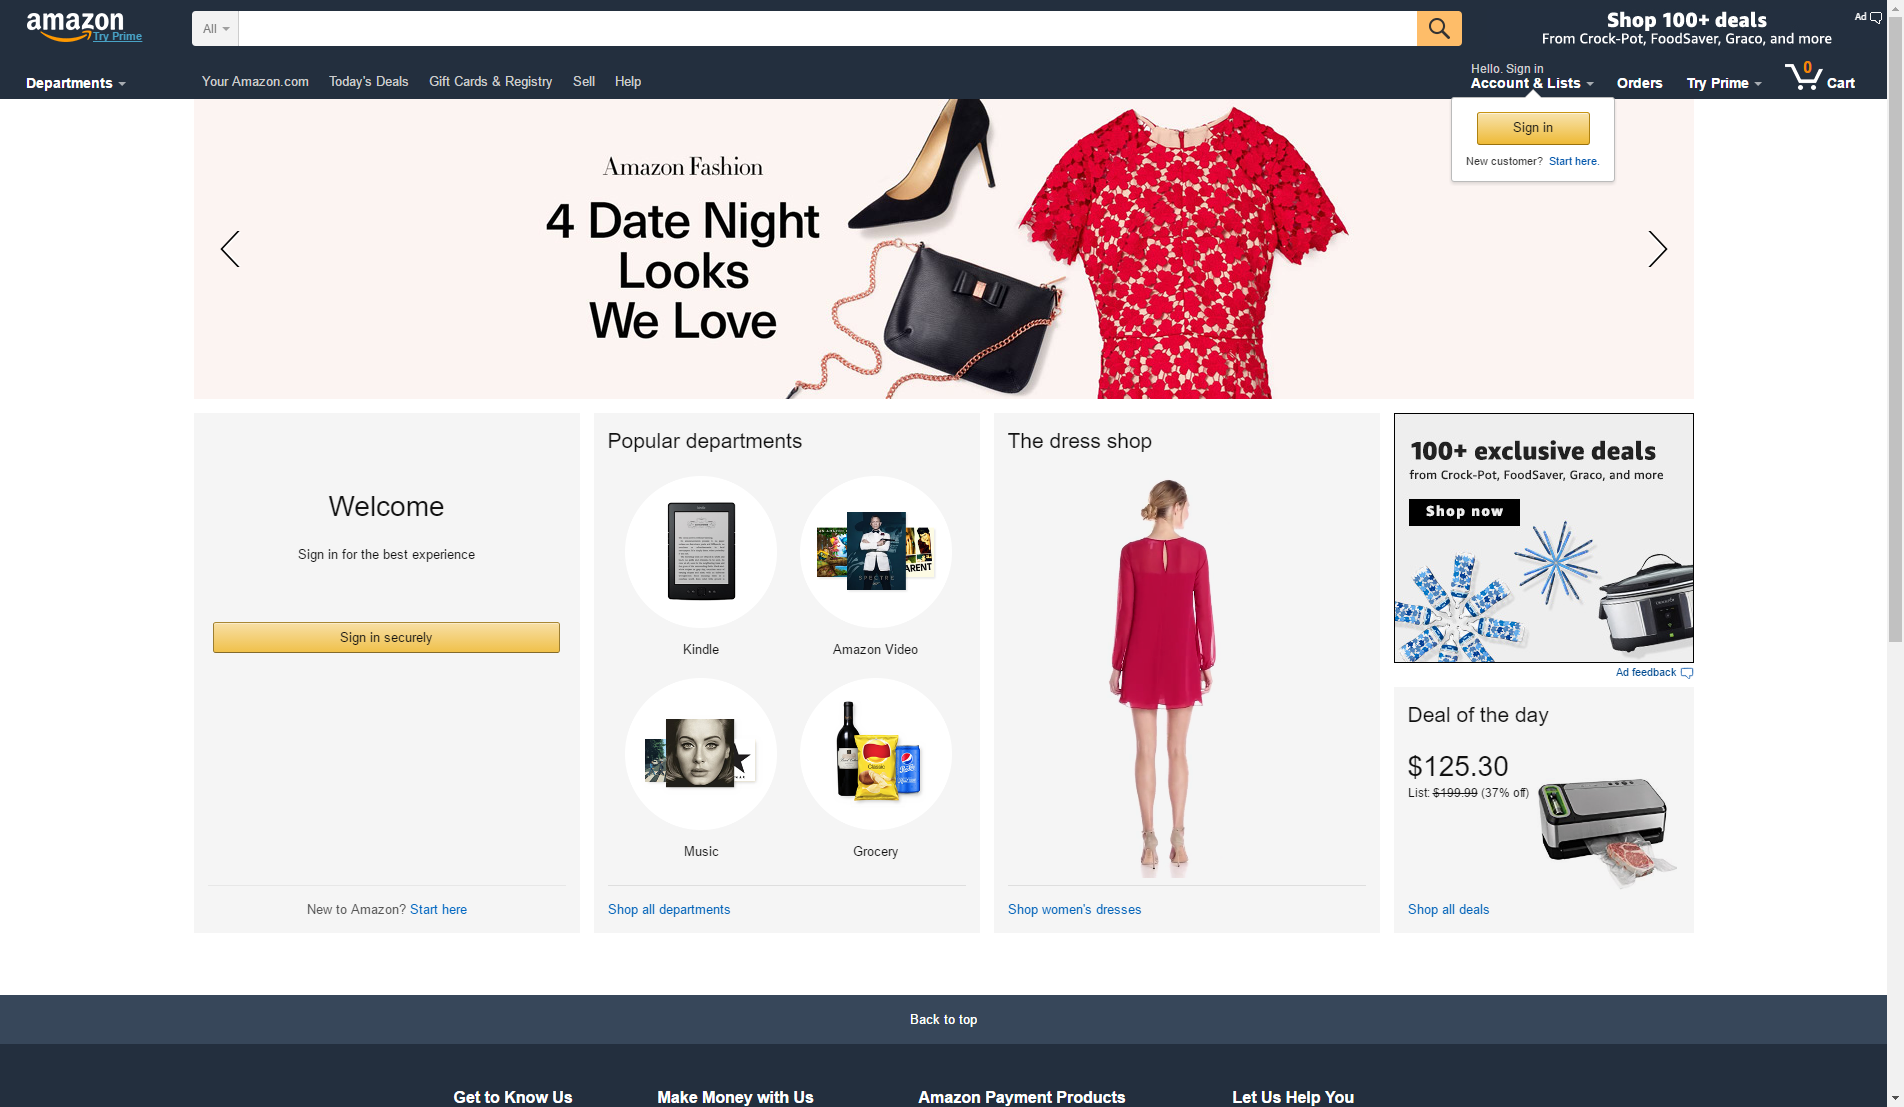 amazon
Try Prime
All
Shop 100+ deals
From Crock-Pot, FoodSaver, Graco, and more
Ad
Departments
Your Amazon.com
Today's Deals
Gift Cards & Registry
Sell
Help
Hello. Sign in
Account & Lists
Orders
Try Prime
0
Cart
Sign in
New customer? Start here.
Amazon Fashion
4 Date Night
Looks
We Love
Welcome
Sign in for the best experience
Sign in securely
New to Amazon? Start here
Popular departments
SPECTRE
ARENT
Kindle
Amazon Video
Classic
Music
Grocery
Shop all departments
The dress shop
Shop women's dresses
100+ exclusive deals
from Crock-Pot, FoodSaver, Graco, and more
Shop now
Ad feedback
Deal of the day
$125.30
List: $199.99 (37% off)
Shop all deals
Back to top
Get to Know Us
Make Money with Us
Amazon Payment Products
Let Us Help You